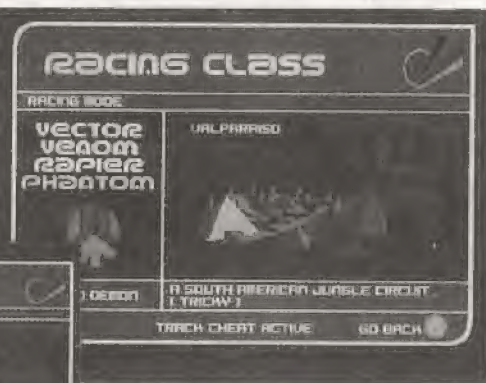 RACING CLASS
RACING MODE
VECTOR
VENOM
RAPIER
PHANTOM
VALPARAISO
DEMON
A SOUTH AMERICAN JUNGLE CIRCUIT
[ TRICKY ]
TRACK CHEAT ACTIVE
GO BACK